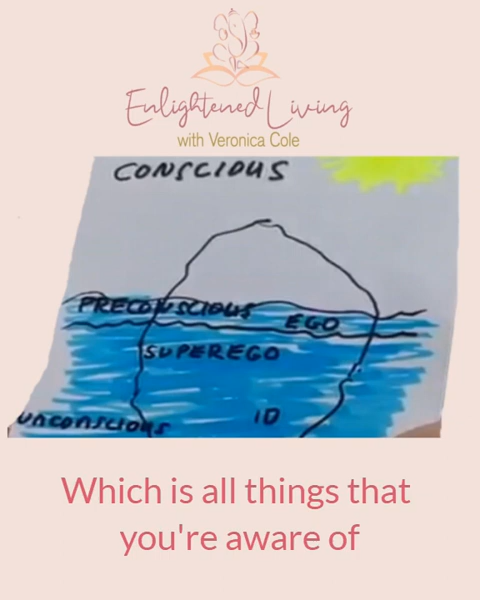 Enlightened Living
with Veronica Cole
CONSCIOUS
PRECONSCIOUS
EGO
SUPEREGO
UNCONSCIOUS
ID
Which is all things that
you're aware of